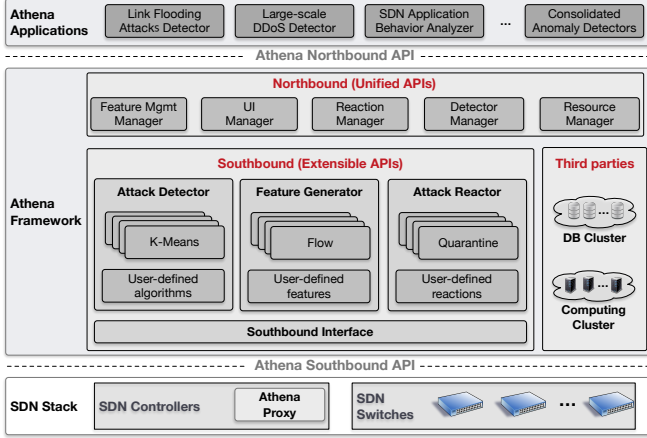 Athena
Applications
Link Flooding
Attacks Detector
Large-scale
DDoS Detector
SDN Application
Behavior Analyzer
...
Consolidated
Anomaly Detectors
Athena Northbound API
Athena
Framework
Northbound (Unified APIs)
Feature Mgmt
Manager
UI
Manager
Reaction
Manager
Detector
Manager
Resource
Manager
Southbound (Extensible APIs)
Attack Detector
K-Means
User-defined
algorithms
Feature Generator
Flow
User-defined
features
Attack Reactor
Quarantine
User-defined
reactions
Southbound Interface
Third parties
...
DB Cluster
...
Computing
Cluster
Athena Southbound API
SDN Stack
SDN Controllers
Athena
Proxy
SDN
Switches
...